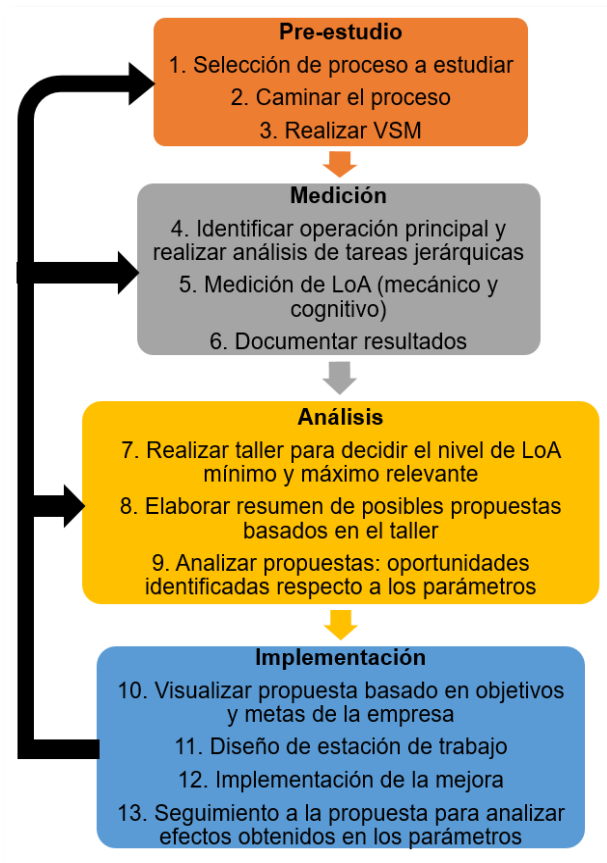 Pre-estudio
1. Selección de proceso a estudiar
2. Caminar el proceso
3. Realizar VSM
Medición
4. Identificar operación principal y
realizar análisis de tareas jerárquicas
5. Medición de LoA (mecánico y
cognitivo)
6. Documentar resultados
Análisis
7. Realizar taller para decidir el nivel de LoA
mínimo y máximo relevante
8. Elaborar resumen de posibles propuestas
basados en el taller
9. Analizar propuestas: oportunidades
identificadas respecto a los parámetros
Implementación
10. Visualizar propuesta basado en objetivos
y metas de la empresa
11. Diseño de estación de trabajo
12. Implementación de la mejora
13. Seguimiento a la propuesta para analizar
efectos obtenidos en los parámetros